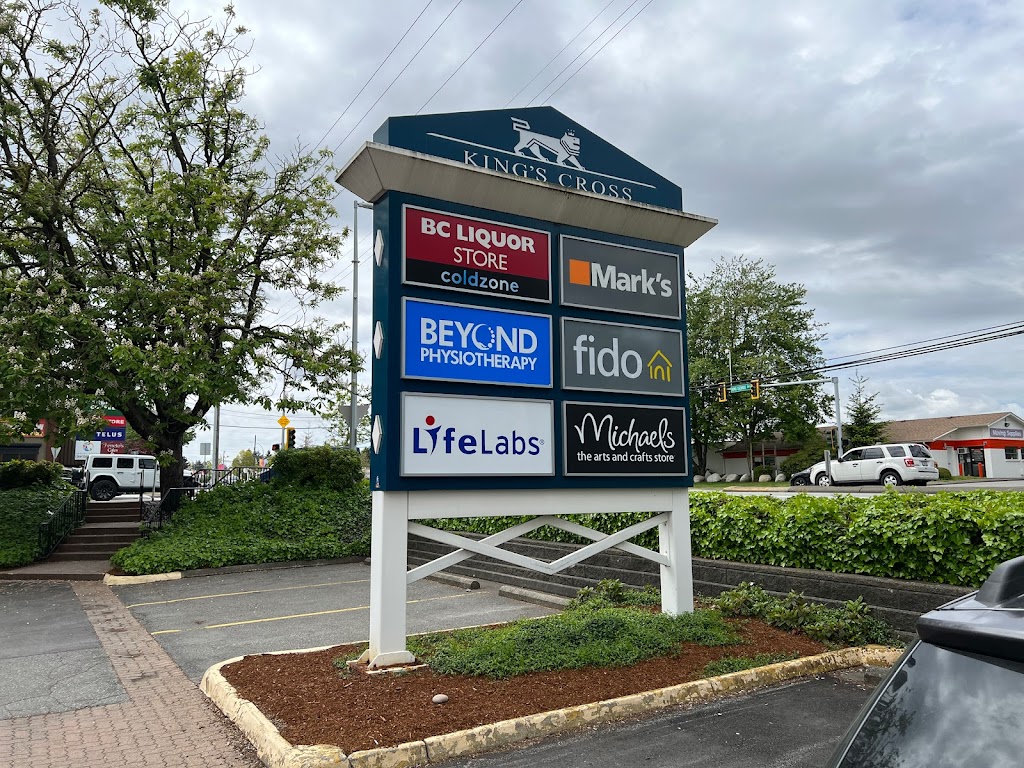 KING'S CROSS
BC LIQUOR
STORE
coldzone
Mark's
BEYOND
PHYSIOTHERAPY
fido
LifeLabs
Michaels
the arts and crafts store
TELUS